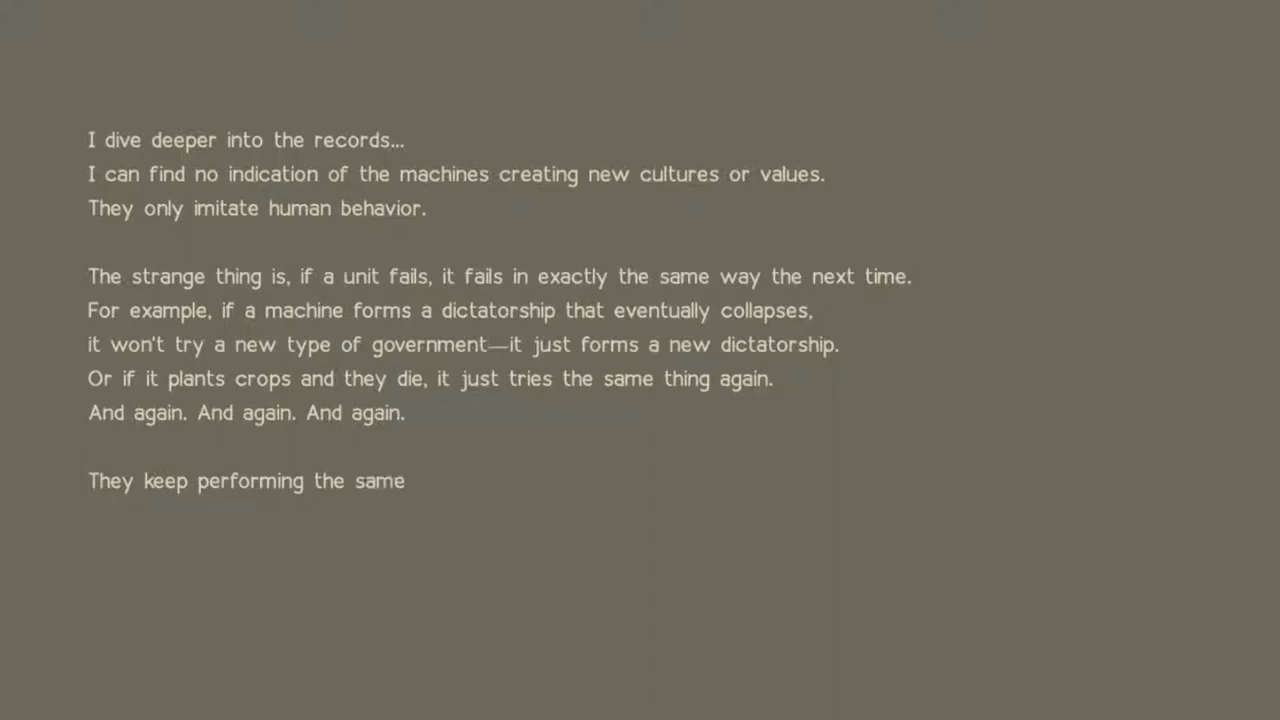 I dive deeper into the records...
I can find no indication of the machines creating new cultures or values.
They only imitate human behavior.
The strange thing is, if a unit fails, it fails in exactly the same way the next time.
For example, if a machine forms a dictatorship that eventually collapses,
it won't try a new type of government—it just forms a new dictatorship.
Or if it plants crops and they die, it just tries the same thing again.
And again. And again. And again.
They keep performing the same